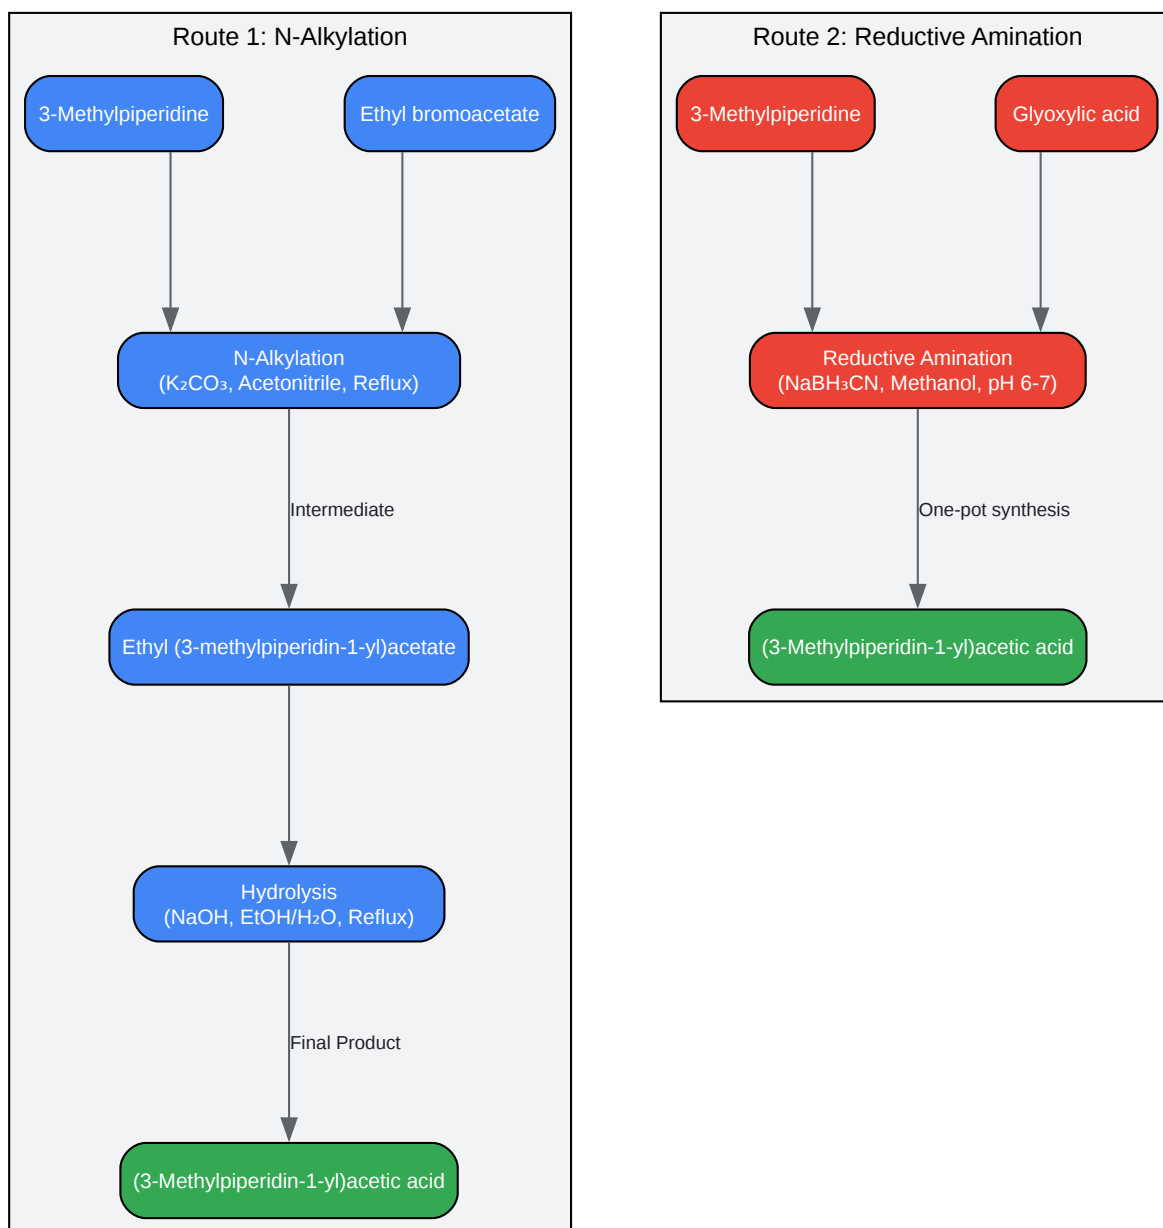 Route 1: N-Alkylation
3-Methylpiperidine
Ethyl bromoacetate
N-Alkylation
(K₂CO₃, Acetonitrile, Reflux)
Intermediate
Ethyl (3-methylpiperidin-1-yl)acetate
Hydrolysis
(NaOH, EtOH/H₂O, Reflux)
Final Product
(3-Methylpiperidin-1-yl)acetic acid
Route 2: Reductive Amination
3-Methylpiperidine
Glyoxylic acid
Reductive Amination
(NaBH₃CN, Methanol, pH 6-7)
One-pot synthesis
(3-Methylpiperidin-1-yl)acetic acid